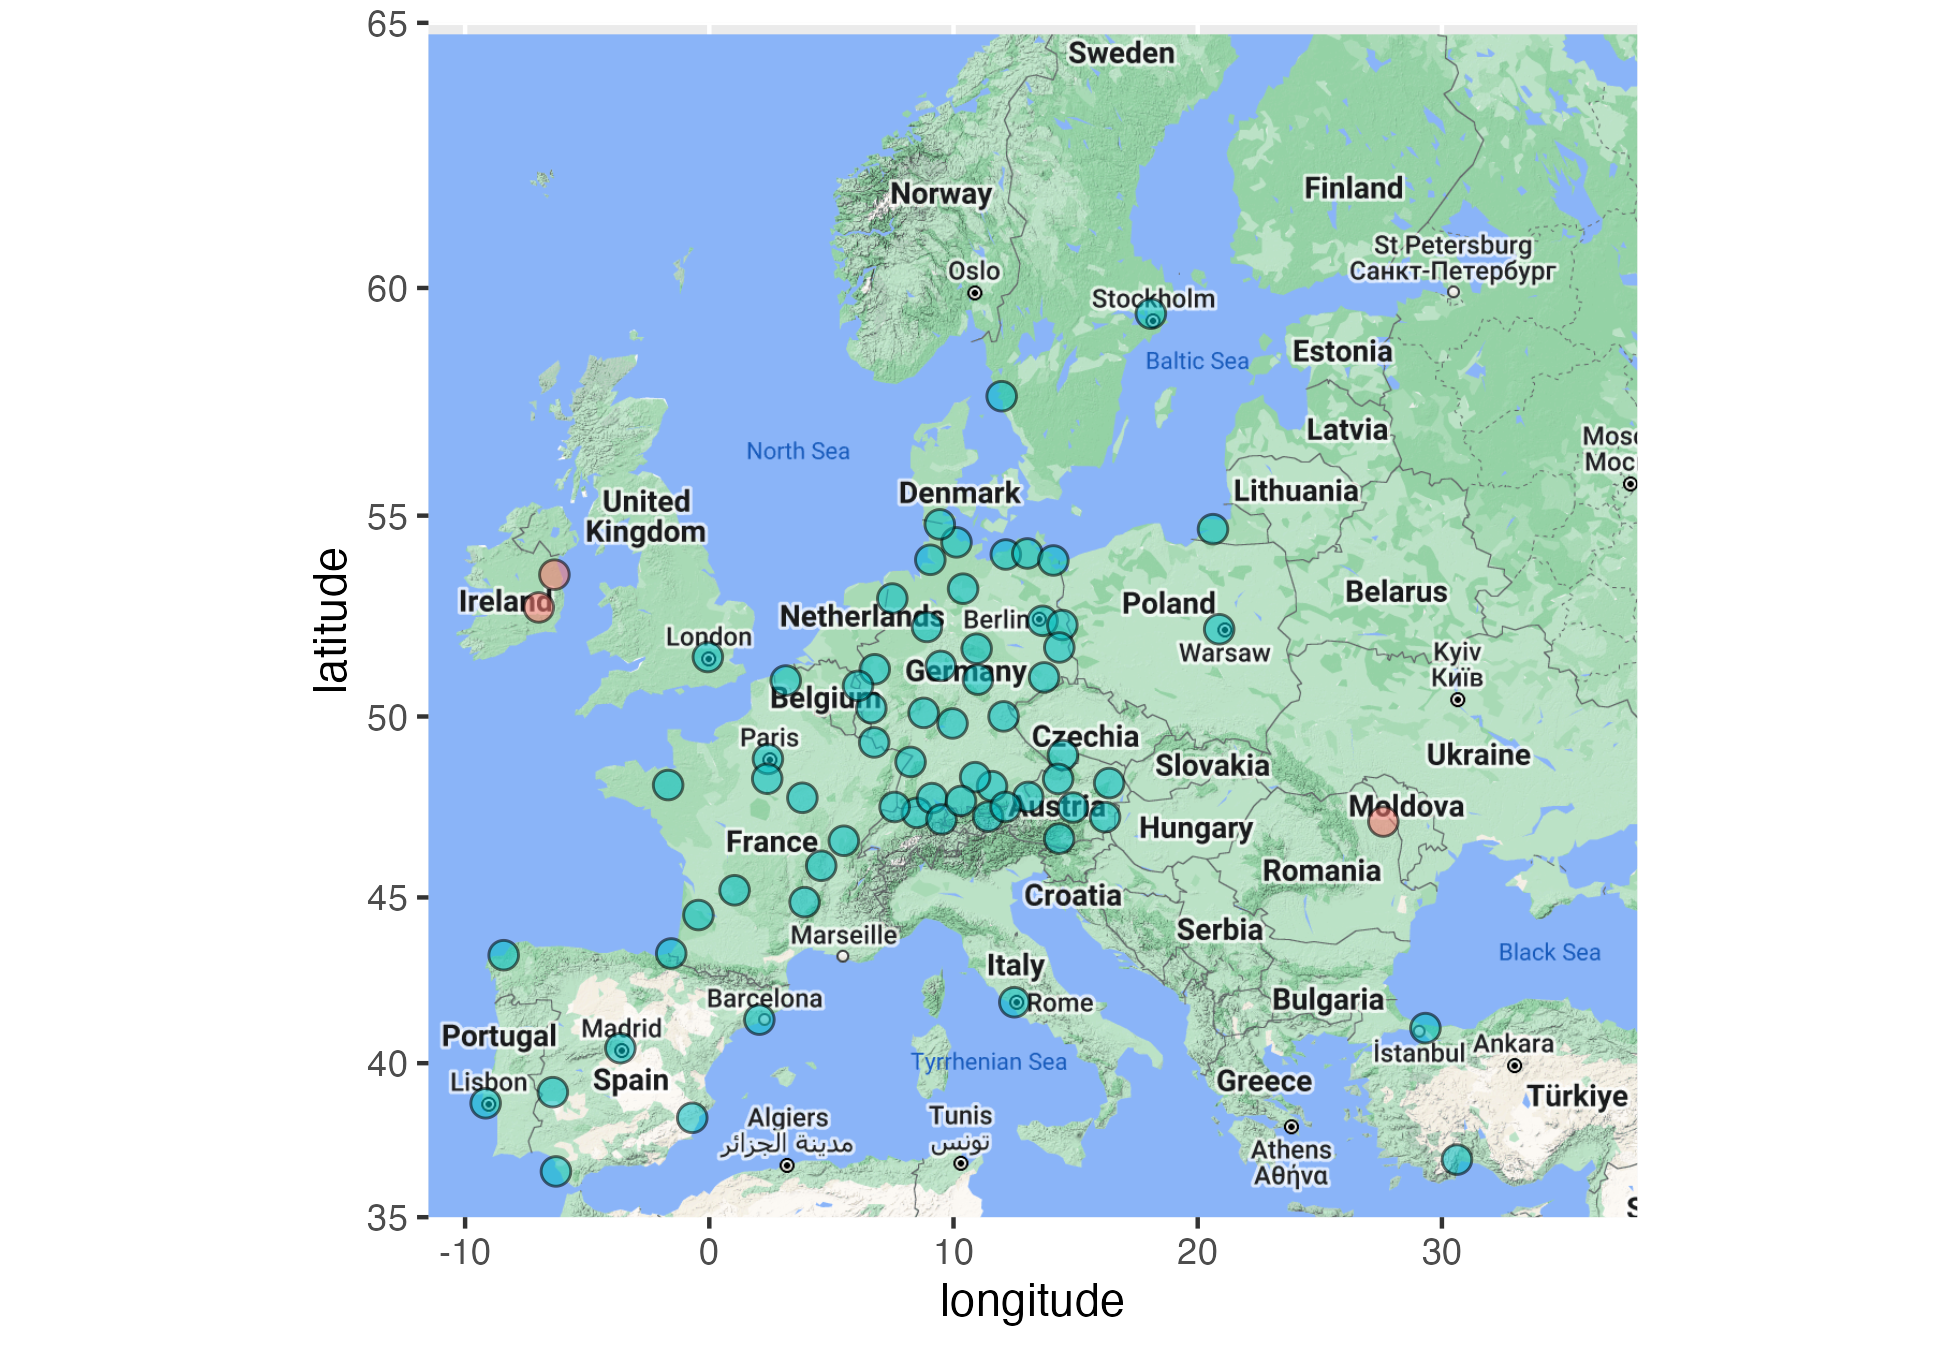 65
Sweden
Norway
Finland
St Petersburg
Санкт-Петербург
Oslo
60
Stockholm
Estonia
Baltic Sea
Latvia
North Sea
Mosc
Мос
Denmark
Lithuania
United
Kingdom
55
Belarus
Ireland
Netherlands
Berlin
Poland
London
Warsaw
Kyiv
Київ
Germany
Belgium
50
Paris
Czechia
Ukraine
Slovakia
Austria
Moldova
Hungary
France
Romania
45
Croatia
Serbia
Marseille
Black Sea
Italy
Barcelona
Rome
Bulgaria
Portugal
Madrid
İstanbul
Ankara
40
Tyrrhenian Sea
Lisbon
Spain
Greece
Türkiye
Algiers
مدينة الجزائر
Tunis
تونس
Athens
Αθήνα
S
35
-10
0
10
20
30
longitude
latitude